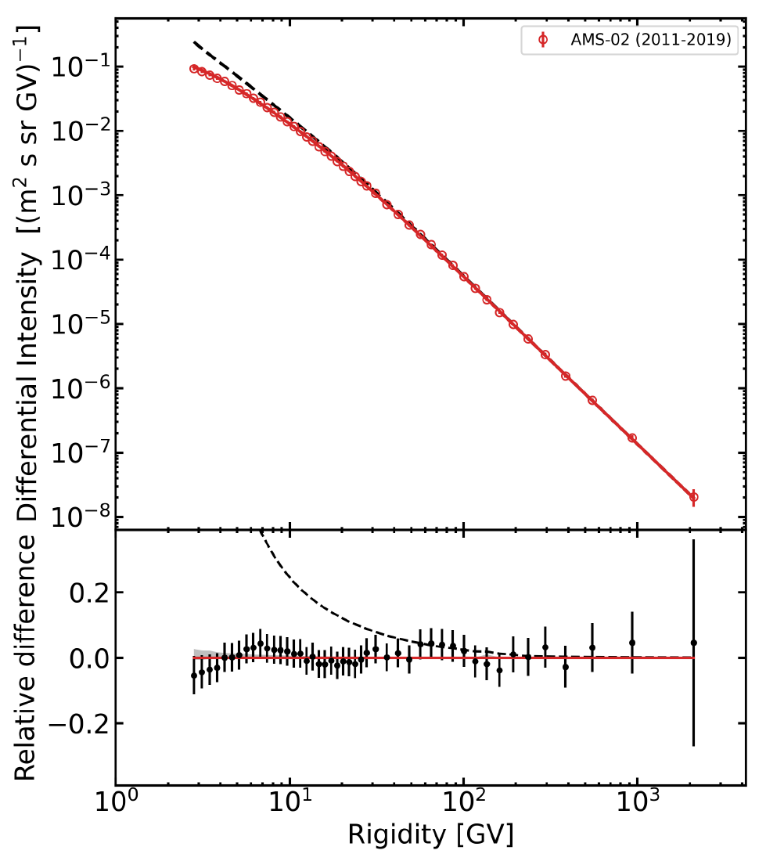 AMS-02 (2011-2019)
Differential Intensity [(m² s sr GV)⁻¹]
10⁻¹
10⁻²
10⁻³
10⁻⁴
10⁻⁵
10⁻⁶
10⁻⁷
10⁻⁸
Relative difference
0.2
0.0
−0.2
10⁰ 10¹ 10² 10³
Rigidity [GV]